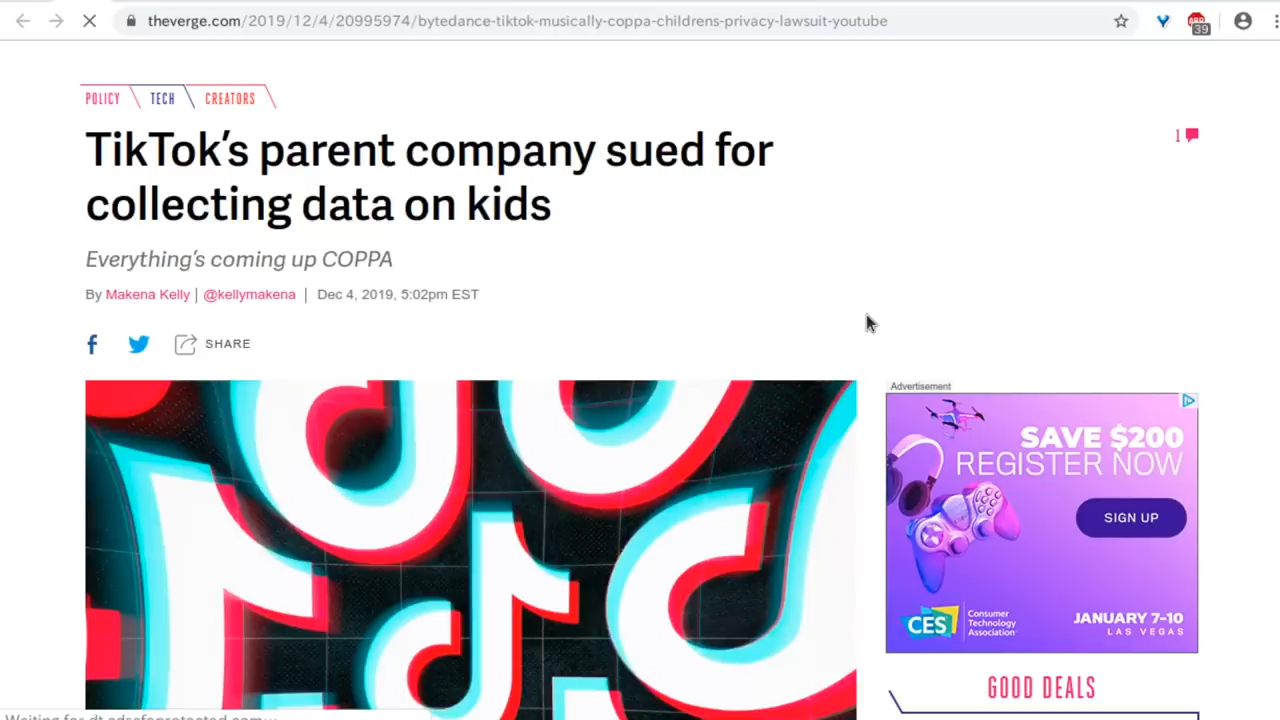 theverge.com/2019/12/4/20995974/bytedance-tiktok-musically-coppa-childrens-privacy-lawsuit-youtube
39
POLICY TECH CREATORS
TikTok's parent company sued for
collecting data on kids
1
Everything's coming up COPPA
By Makena Kelly | @kellymakena | Dec 4, 2019, 5:02pm EST
SHARE
Advertisement
SAVE $200
REGISTER NOW
SIGN UP
CES Consumer
Technology
Association
JANUARY 7-10
LAS VEGAS
GOOD DEALS